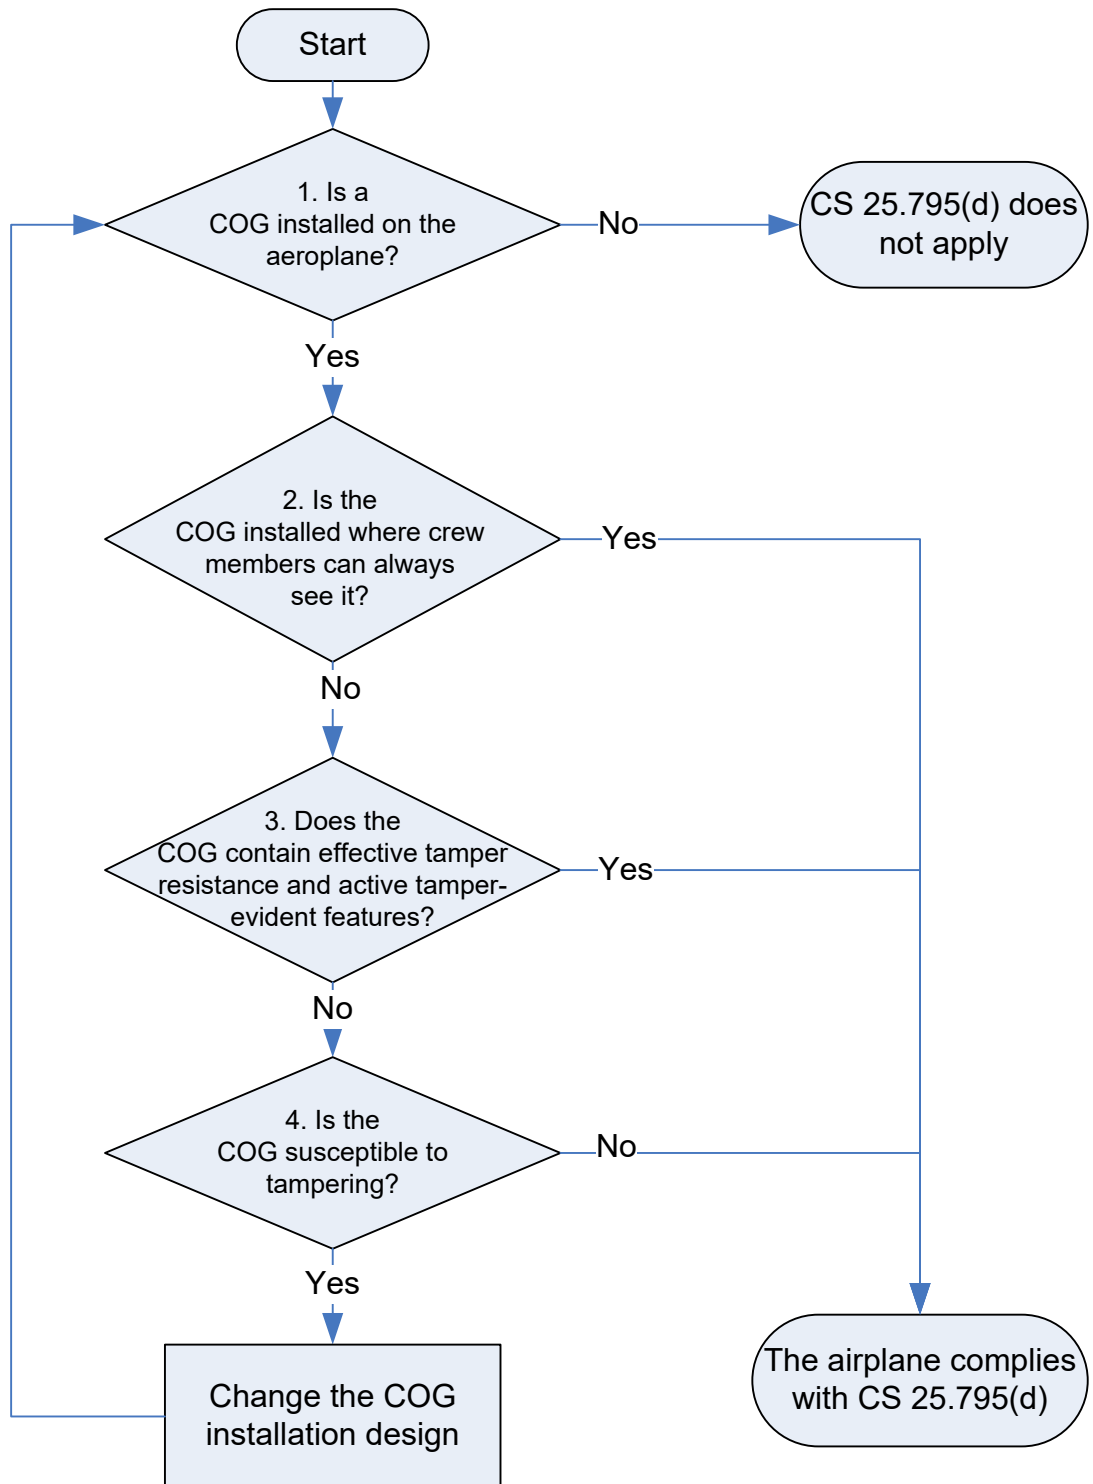 Start
1. Is a
COG installed on the
aeroplane?
No
CS 25.795(d) does
not apply
Yes
2. Is the
COG installed where crew
members can always
see it?
Yes
No
3. Does the
COG contain effective tamper
resistance and active tamper-
evident features?
Yes
No
4. Is the
COG susceptible to
tampering?
No
Yes
Change the COG
installation design
The airplane complies
with CS 25.795(d)